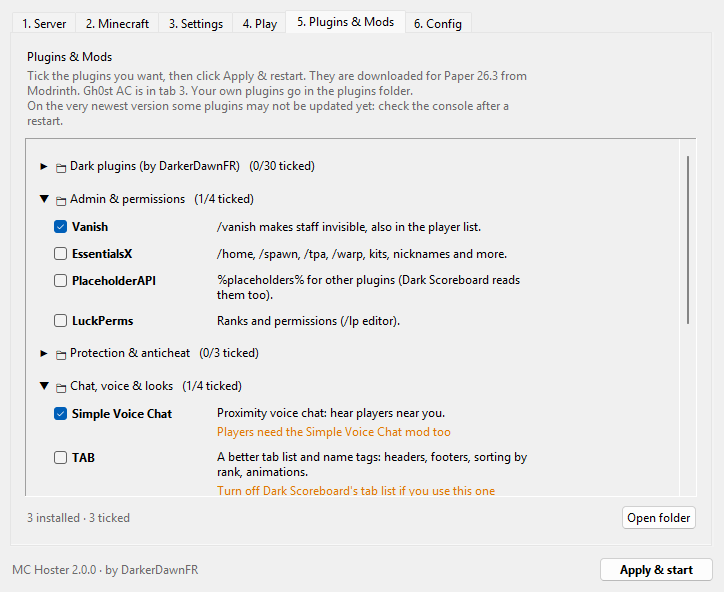 1. Server
2. Minecraft
3. Settings
4. Play
5. Plugins & Mods
6. Config
Plugins & Mods
Tick the plugins you want, then click Apply & restart. They are downloaded for Paper 26.3 from
Modrinth. Gh0st AC is in tab 3. Your own plugins go in the plugins folder.
On the very newest version some plugins may not be updated yet: check the console after a
restart.
Dark plugins (by DarkerDawnFR) (0/30 ticked)
Admin & permissions (1/4 ticked)
Vanish
/vanish makes staff invisible, also in the player list.
EssentialsX
/home, /spawn, /tpa, /warp, kits, nicknames and more.
PlaceholderAPI
%placeholders% for other plugins (Dark Scoreboard reads
them too).
LuckPerms
Ranks and permissions (/lp editor).
Protection & anticheat (0/3 ticked)
Chat, voice & looks (1/4 ticked)
Simple Voice Chat
Proximity voice chat: hear players near you.
Players need the Simple Voice Chat mod too
TAB
A better tab list and name tags: headers, footers, sorting by
rank, animations.
Turn off Dark Scoreboard's tab list if you use this one
3 installed · 3 ticked
Open folder
MC Hoster 2.0.0 · by DarkerDawnFR
Apply & start